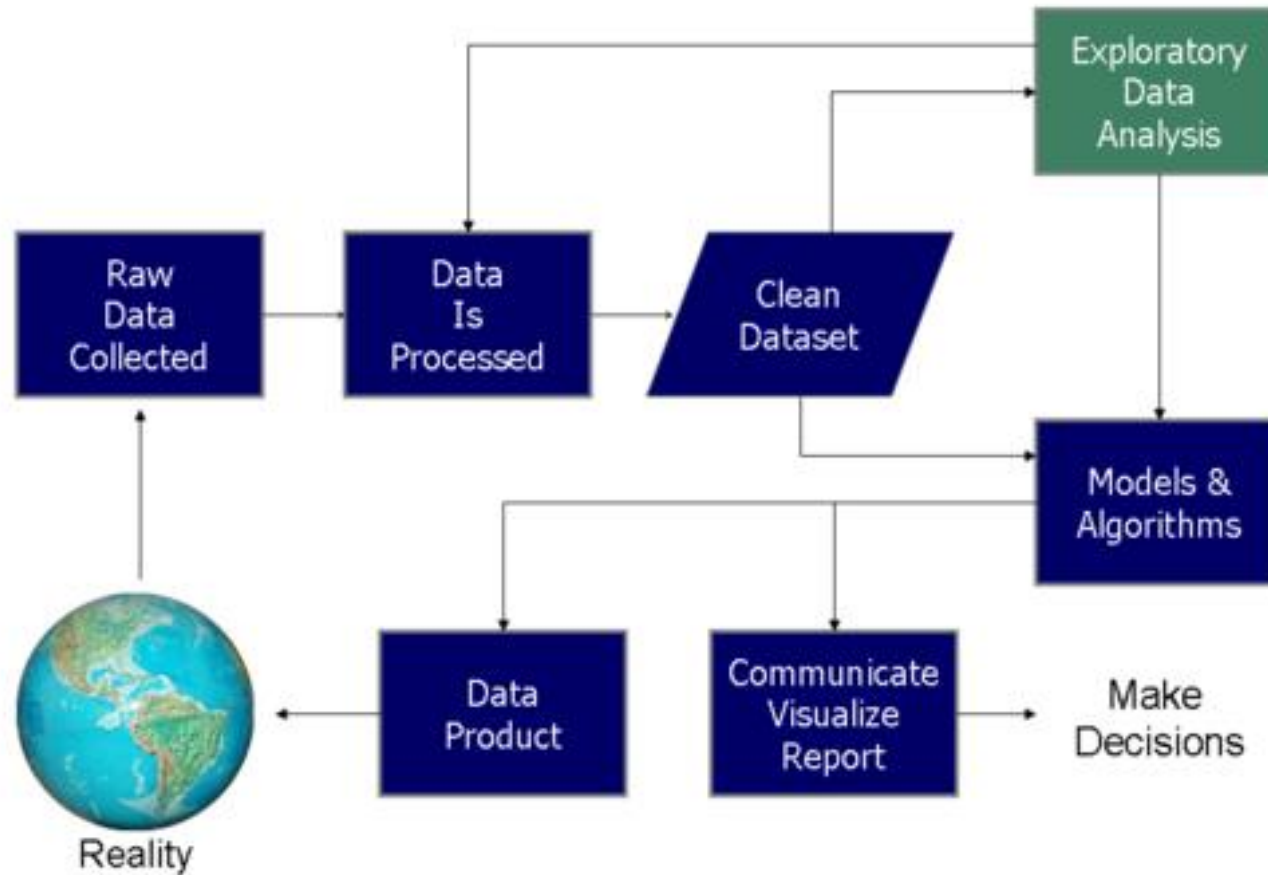 Exploratory
Data
Analysis
Raw
Data
Collected
Data
Is
Processed
Clean
Dataset
Models &
Algorithms
Data
Product
Communicate
Visualize
Report
Make
Decisions
Reality